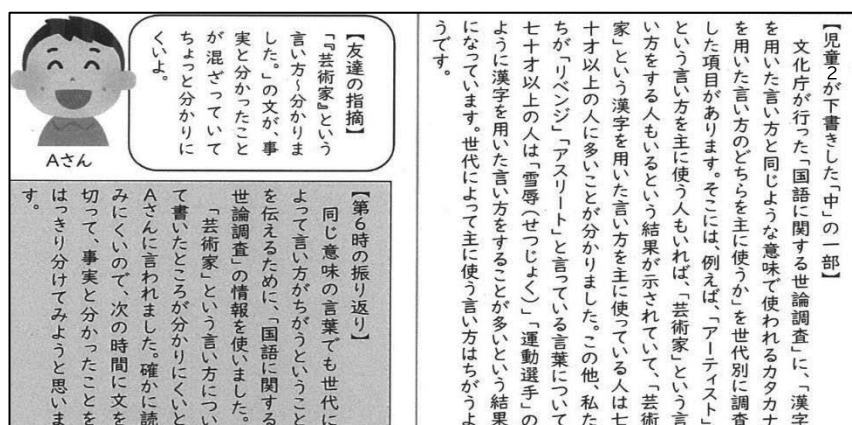 【児童2が下書きした「中」の一部】
文化庁が行った「国語に関する世論調査」に、「漢字
を用いた言い方と同じような意味で使われるカタカナ
を用いた言い方のどちらを主に使うか」を世代別に調査
した項目があります。そこには、例えば、「アーティスト」
という言い方を主に使う人もいれば、「芸術家」という言
い方をする人もいるという結果が示されていて、「芸術
家」という漢字を用いた言い方を主に使っている人は七
十才以上の人に多いことが分かりました。この他、私た
ちが「リベンジ」「アスリート」と言っている言葉について
七十才以上の人は「雪辱(せつじょく)」「運動選手」の
ように漢字を用いた言い方をすることが多いという結果
になっています。世代によって主に使う言い方はちがうよ
うです。
【友達の指摘】
「『芸術家』という
言い方～分かりま
した。」の文が、事
実と分かったこと
が混ざっていて
ちょっと分かりに
くいよ。
Aさん
【第6時の振り返り】
同じ意味の言葉でも世代に
よって言い方がちがうということ
を伝えるために、「国語に関する
世論調査」の情報を使いました。
「芸術家」という言い方につい
て書いたところが分かりにくいと
Aさんに言われました。確かに読
みにくいので、次の時間に文を
切って、事実と分かったことを
はっきり分けてみようと思いま
す。